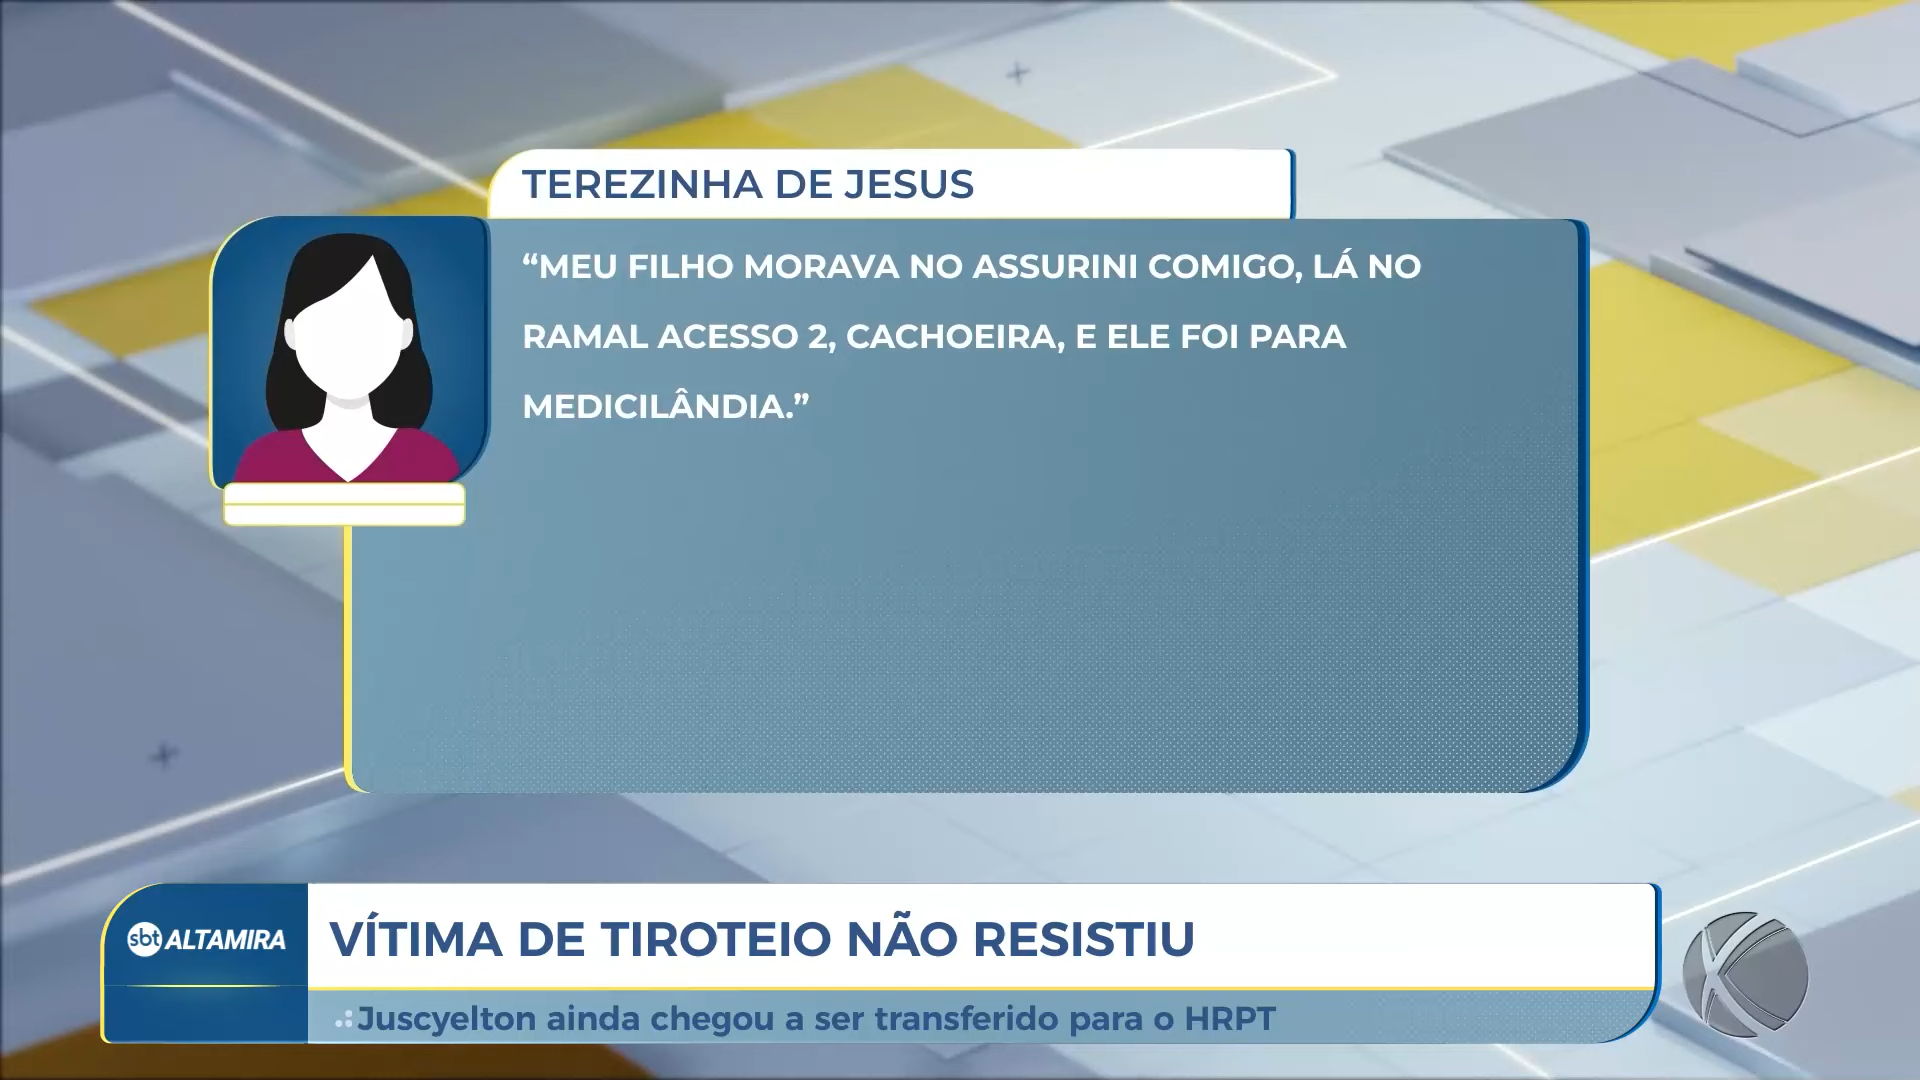 TEREZINHA DE JESUS
“MEU FILHO MORAVA NO ASSURINI COMIGO, LÁ NO
RAMAL ACESSO 2, CACHOEIRA, E ELE FOI PARA
MEDICILÂNDIA.”
sbt ALTAMIRA
VÍTIMA DE TIROTEIO NÃO RESISTIU
Juscyelton ainda chegou a ser transferido para o HRPT